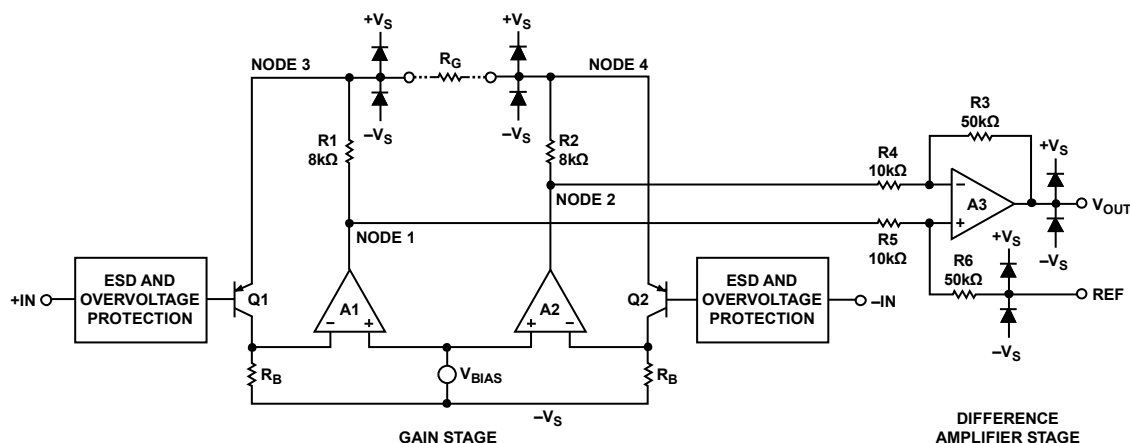 +VS
+VS
NODE 3
RG
NODE 4
–VS
–VS
R1
8kΩ
R2
8kΩ
R3
50kΩ
R4
10kΩ
+VS
–
A3
+
VOUT
NODE 2
NODE 1
R5
10kΩ
–VS
+VS
R6
50kΩ
REF
–VS
ESD AND
OVERVOLTAGE
PROTECTION
+IN
Q1
A1
–
+
A2
+
–
Q2
ESD AND
OVERVOLTAGE
PROTECTION
–IN
RB
VBIAS
RB
–VS
GAIN STAGE
DIFFERENCE
AMPLIFIER STAGE